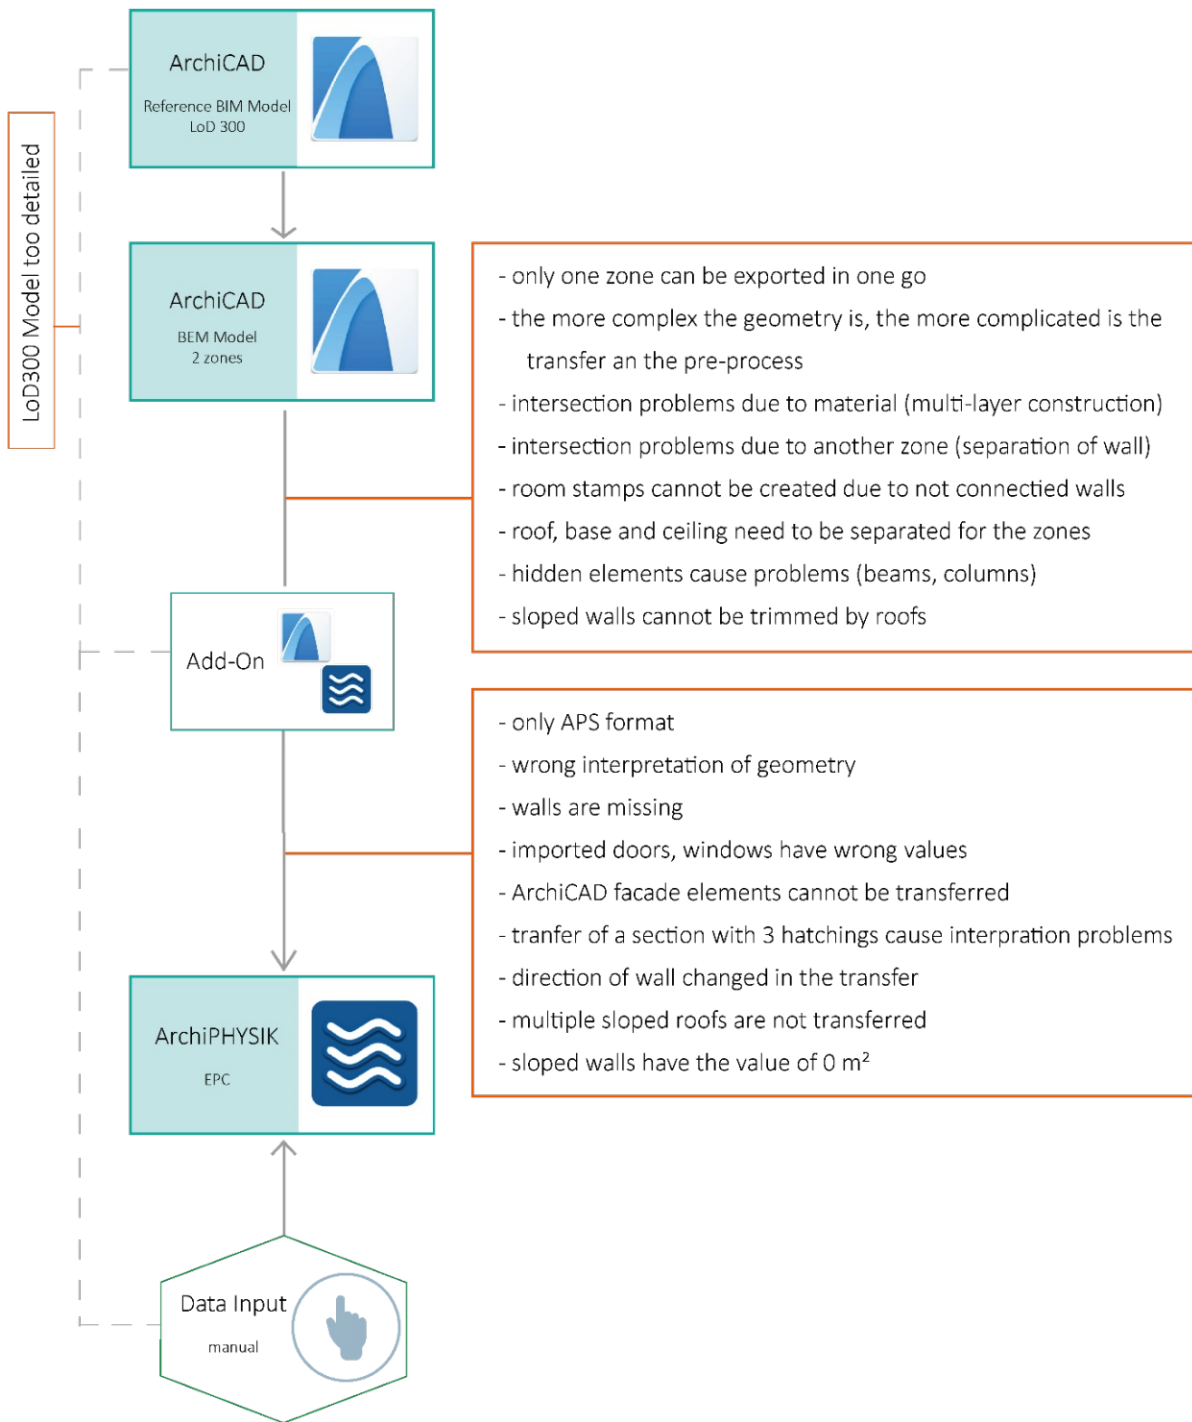 ArchiCAD
Reference BIM Model
LoD 300
LoD300 Model too detailed
ArchiCAD
BEM Model
2 zones
- only one zone can be exported in one go
- the more complex the geometry is, the more complicated is the
transfer an the pre-process
- intersection problems due to material (multi-layer construction)
- intersection problems due to another zone (separation of wall)
- room stamps cannot be created due to not connectied walls
- roof, base and ceiling need to be separated for the zones
- hidden elements cause problems (beams, columns)
- sloped walls cannot be trimmed by roofs
Add-On
- only APS format
- wrong interpretation of geometry
- walls are missing
- imported doors, windows have wrong values
- ArchiCAD facade elements cannot be transferred
- tranfer of a section with 3 hatchings cause interpration problems
- direction of wall changed in the transfer
- multiple sloped roofs are not transferred
- sloped walls have the value of 0 m²
ArchiPHYSIK
EPC
Data Input
manual